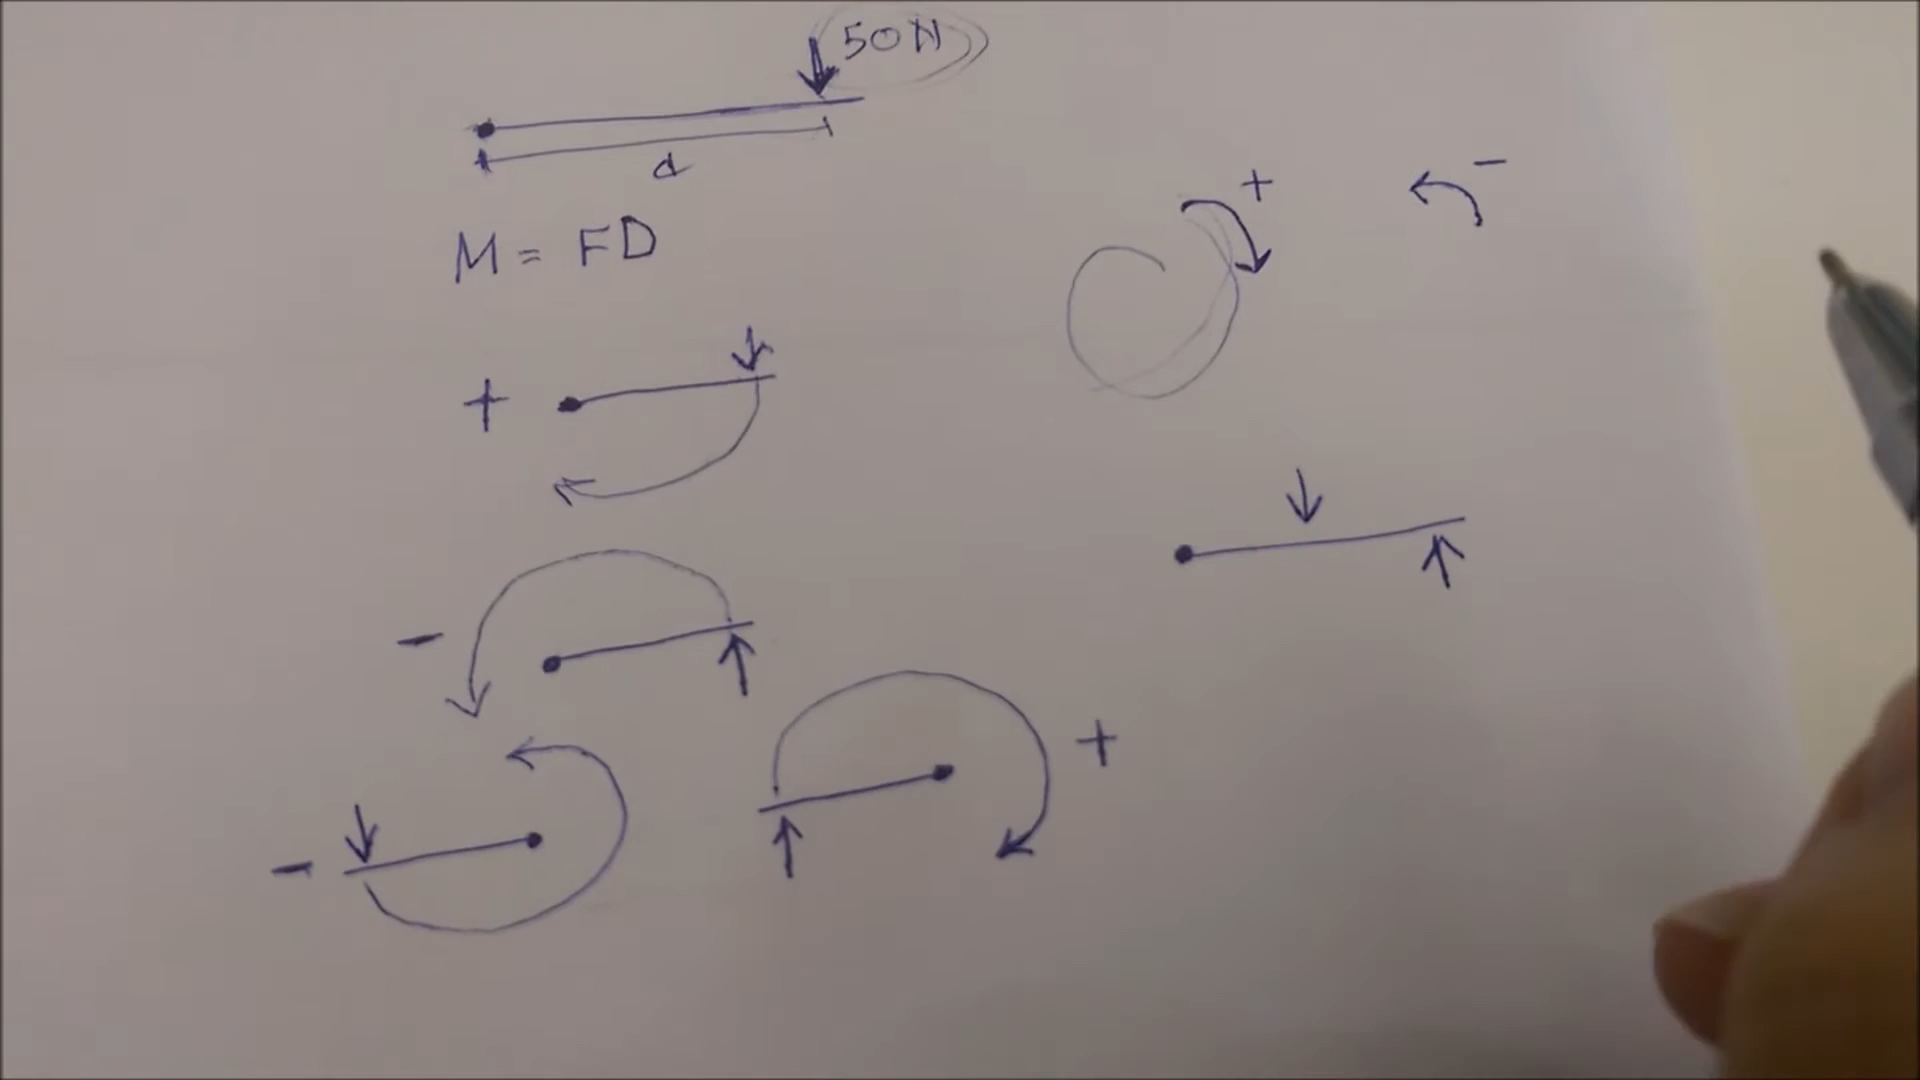 50N
d
+
-
M = FD
+
-
+
-